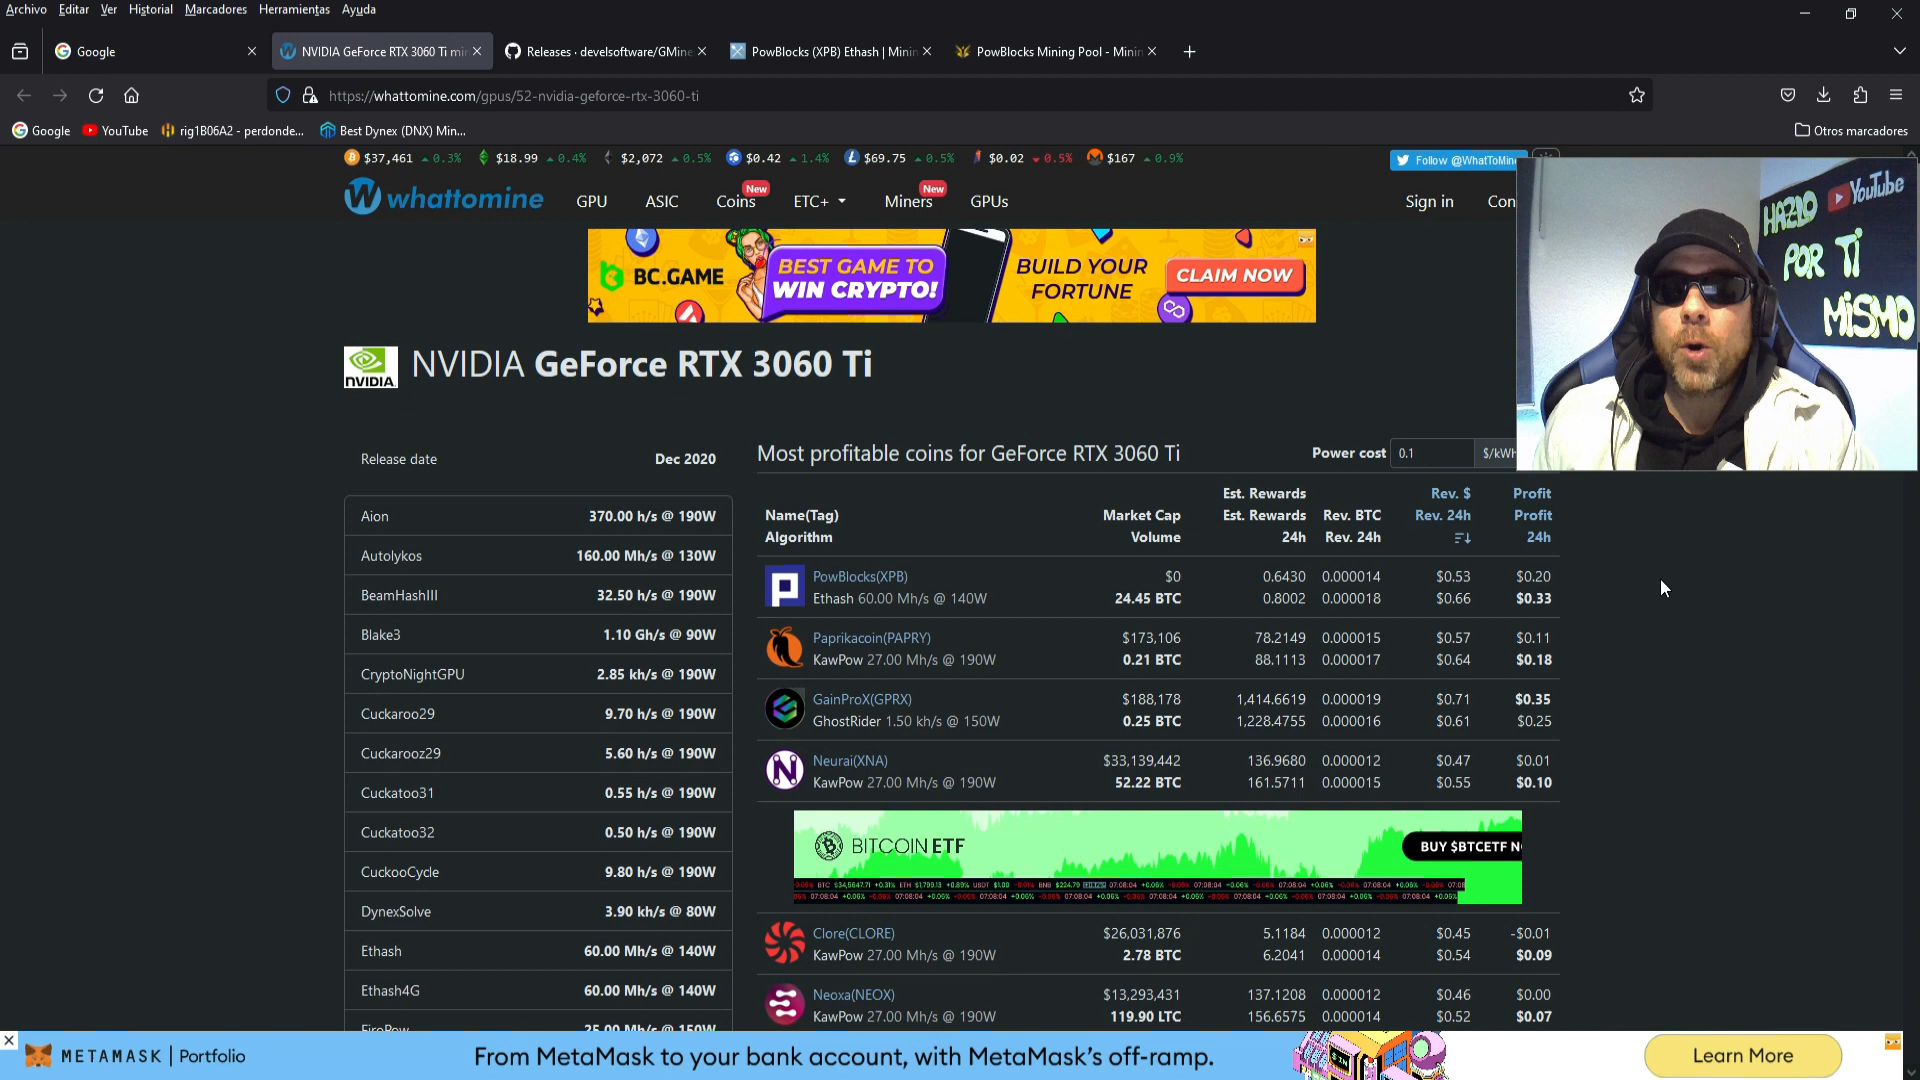 Archivo Editar Ver Historial Marcadores Herramientas Ayuda
Google
NVIDIA GeForce RTX 3060 Ti min
Releases · develsoftware/GMine
PowBlocks (XPB) Ethash | Minin
PowBlocks Mining Pool - Minin
https://whattomine.com/gpus/52-nvidia-geforce-rtx-3060-ti
Google YouTube rig1B06A2 - perdonde... Best Dynex (DNX) Min... Otros marcadores
$37,461 0.3% $18.99 0.4% $2,072 0.5% $0.42 1.4% $69.75 0.5% $0.02 0.5% $167 0.9%
Follow @WhatToMine
whattomine GPU ASIC Coins New ETC+ Miners New GPUs Sign in Con
BC.GAME
BEST GAME TO
WIN CRYPTO!
BUILD YOUR
FORTUNE
CLAIM NOW
YouTube
HAZLO
POR TI
MISMO
NVIDIA
NVIDIA GeForce RTX 3060 Ti
Release date Dec 2020
Aion 370.00 h/s @ 190W
Autolykos 160.00 Mh/s @ 130W
BeamHashIII 32.50 h/s @ 190W
Blake3 1.10 Gh/s @ 90W
CryptoNightGPU 2.85 kh/s @ 190W
Cuckaroo29 9.70 h/s @ 190W
Cuckarooz29 5.60 h/s @ 190W
Cuckatoo31 0.55 h/s @ 190W
Cuckatoo32 0.50 h/s @ 190W
CuckooCycle 9.80 h/s @ 190W
DynexSolve 3.90 kh/s @ 80W
Ethash 60.00 Mh/s @ 140W
Ethash4G 60.00 Mh/s @ 140W
FiroPow 25.00 Mh/s @ 150W
Most profitable coins for GeForce RTX 3060 Ti
Power cost 0.1 $/kWh
Est. Rewards Rev. $ Profit
Name(Tag) Market Cap Est. Rewards Rev. BTC Rev. 24h Profit
Algorithm Volume 24h Rev. 24h 24h
PowBlocks(XPB) $0 0.6430 0.000014 $0.53 $0.20
Ethash 60.00 Mh/s @ 140W 24.45 BTC 0.8002 0.000018 $0.66 $0.33
Paprikacoin(PAPRY) $173,106 78.2149 0.000015 $0.57 $0.11
KawPow 27.00 Mh/s @ 190W 0.21 BTC 88.1113 0.000017 $0.64 $0.18
GainProX(GPRX) $188,178 1,414.6619 0.000019 $0.71 $0.35
GhostRider 1.50 kh/s @ 150W 0.25 BTC 1,228.4755 0.000016 $0.61 $0.25
Neurai(XNA) $33,139,442 136.9680 0.000012 $0.47 $0.01
KawPow 27.00 Mh/s @ 190W 52.22 BTC 161.5711 0.000015 $0.55 $0.10
BITCOIN ETF
BUY $BTCETF N
Clore(CLORE) $26,031,876 5.1184 0.000012 $0.45 -$0.01
KawPow 27.00 Mh/s @ 190W 2.78 BTC 6.2041 0.000014 $0.54 $0.09
Neoxa(NEOX) $13,293,431 137.1208 0.000012 $0.46 $0.00
KawPow 27.00 Mh/s @ 190W 119.90 LTC 156.6575 0.000014 $0.52 $0.07
METAMASK | Portfolio
From MetaMask to your bank account, with MetaMask's off-ramp.
Learn More